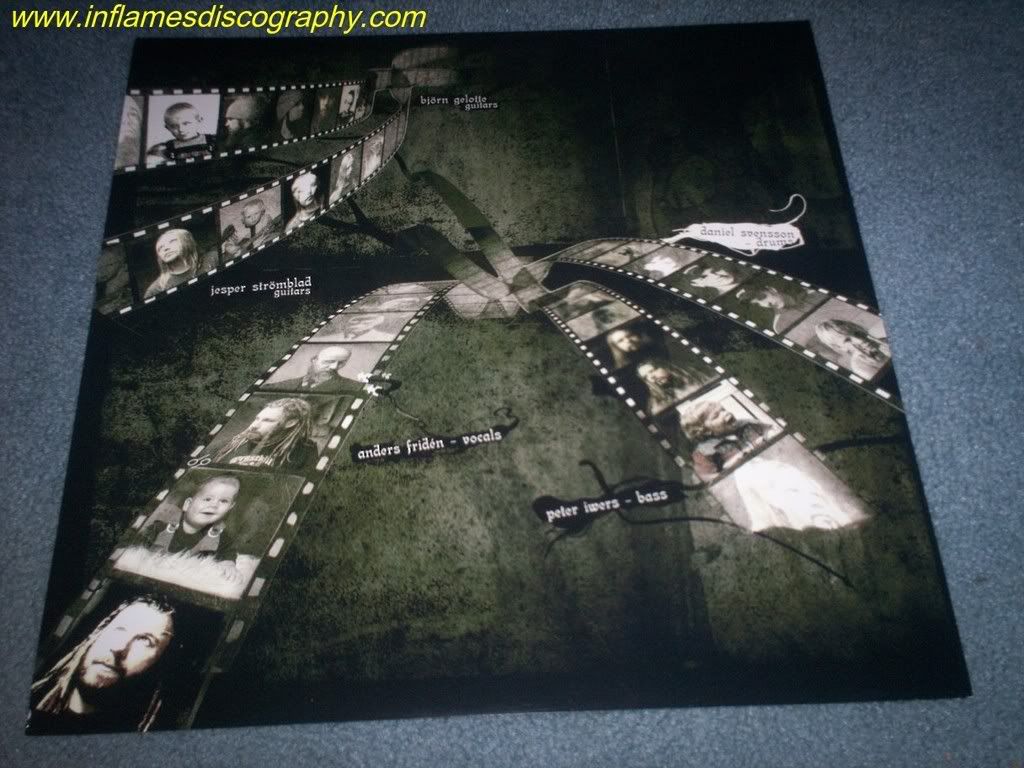 www.inflamesdiscography.com
björn gelotte
guitars
daniel svensson
- drums
jesper strömblad
guitars
anders fridén - vocals
peter iwers - bass